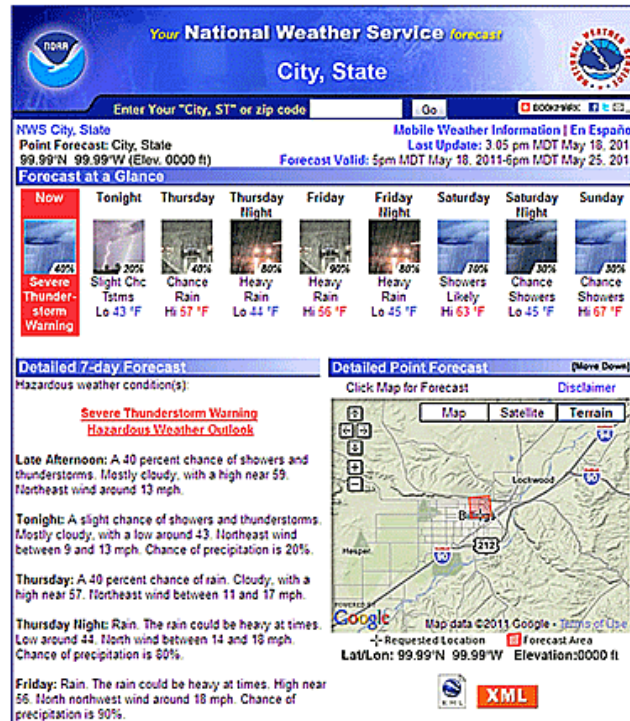 NOAA
Your National Weather Service forecast
City, State
NATIONAL WEATHER SERVICE
Enter Your "City, ST" or zip code
Go
BOOKMARK
NWS City, State
Mobile Weather Information | En Españo
Point Forecast: City, State
Last Update: 3:05 pm MDT May 18, 201
99.99°N 99.99°W (Elev. 0000 ft)
Forecast Valid: 5pm MDT May 18, 2011-6pm MDT May 25, 201
Forecast at a Glance
Now Tonight Thursday Thursday Night Friday Friday Night Saturday Saturday Night Sunday
40% 20% 40% 80% 90% 80% 70% 30% 30%
Severe Thunder-storm Warning
Slight Chc Tstms Lo 43 °F
Chance Rain Hi 57 °F
Heavy Rain Lo 44 °F
Heavy Rain Hi 56 °F
Heavy Rain Lo 45 °F
Showers Likely Hi 63 °F
Chance Showers Lo 45 °F
Chance Showers Hi 67 °F
Detailed 7-day Forecast
Hazardous weather condition(s):
Severe Thunderstorm Warning
Hazardous Weather Outlook
Late Afternoon: A 40 percent chance of showers and
thunderstorms. Mostly cloudy, with a high near 59.
Northeast wind around 13 mph.
Tonight: A slight chance of showers and thunderstorms.
Mostly cloudy, with a low around 43. Northeast wind
between 9 and 13 mph. Chance of precipitation is 20%.
Thursday: A 40 percent chance of rain. Cloudy, with a
high near 57. Northeast wind between 11 and 17 mph.
Thursday Night: Rain. The rain could be heavy at times.
Low around 44. North wind between 14 and 18 mph.
Chance of precipitation is 80%.
Friday: Rain. The rain could be heavy at times. High near
56. North northwest wind around 18 mph. Chance of
precipitation is 90%.
Detailed Point Forecast
[Move Down]
Click Map for Forecast
Disclaimer
Map Satellite Terrain
94
90
Lockwood
Billings
Hesper
212
90
POWERED BY
Google
Map data ©2011 Google - Terms of Use
Requested Location
Forecast Area
Lat/Lon: 99.99°N 99.99°W Elevation:0000 ft
KML
XML